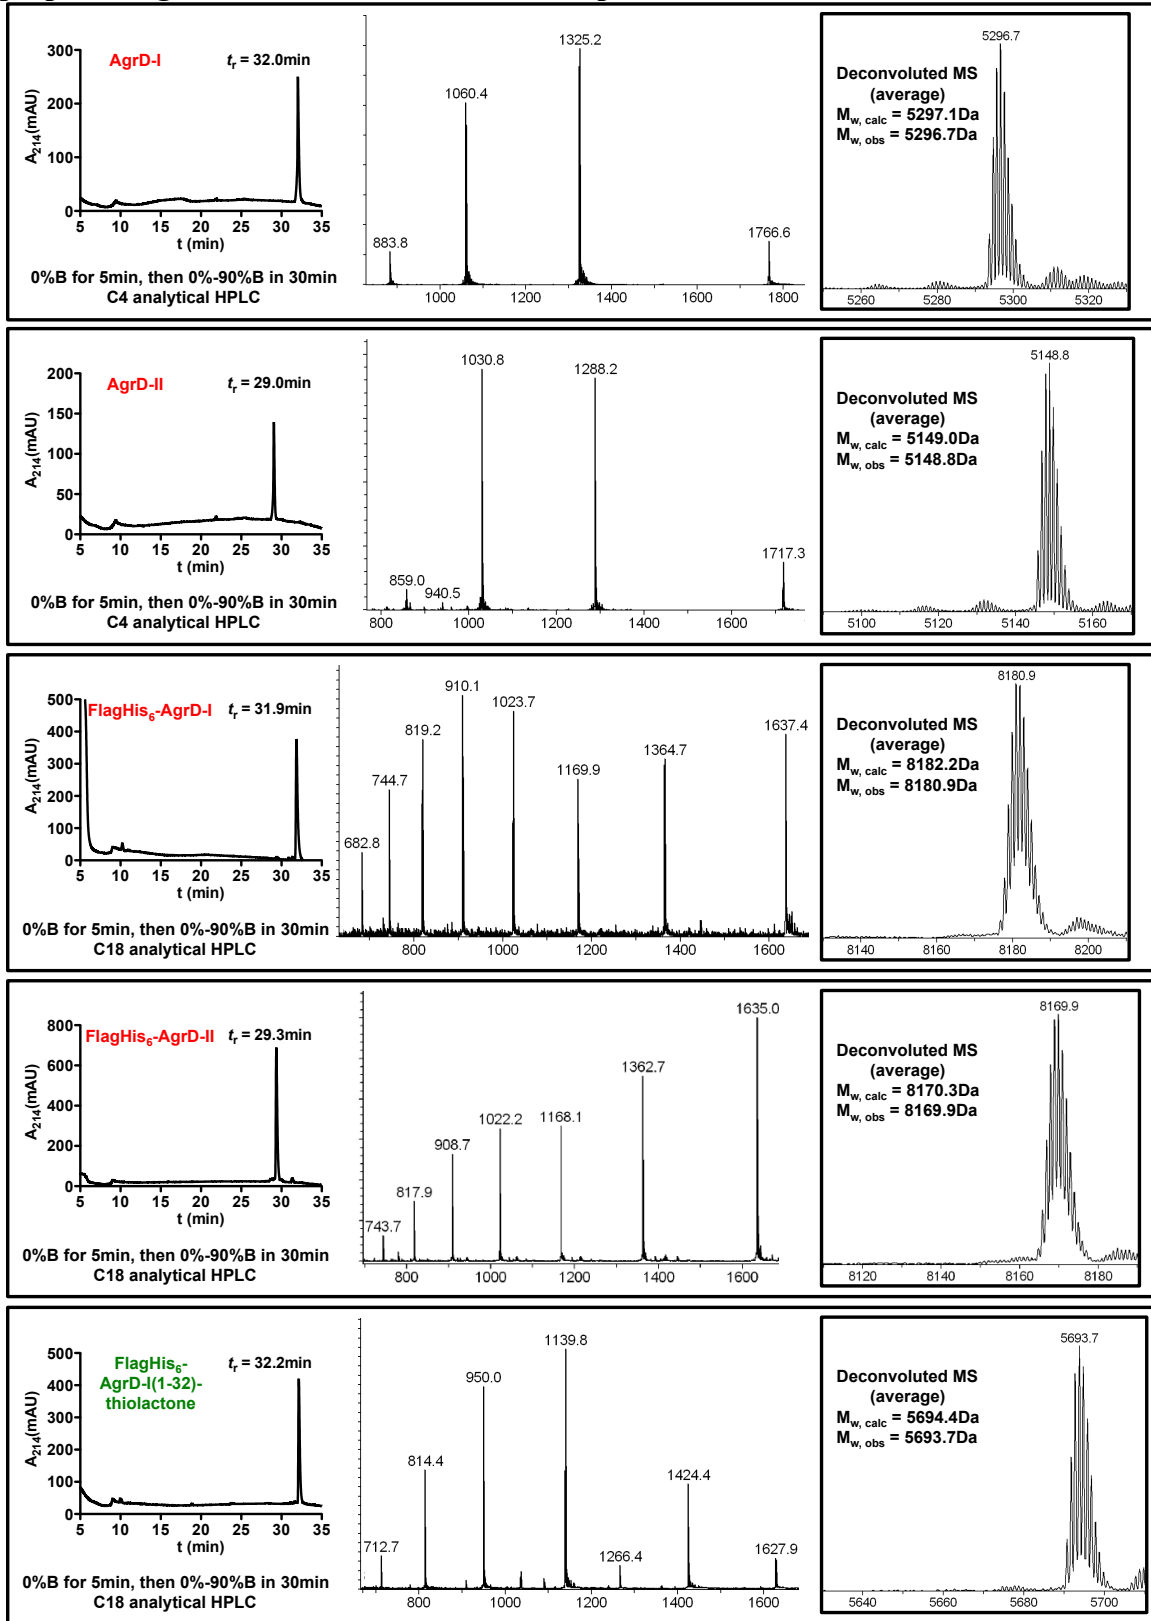 AgrD-I
tr = 32.0min
A214(mAU)
300
200
100
0
5 10 15 20 25 30 35
t (min)
0%B for 5min, then 0%-90%B in 30min
C4 analytical HPLC
883.8
1060.4
1325.2
1766.6
1000 1200 1400 1600 1800
5296.7
Deconvoluted MS
(average)
Mw, calc = 5297.1Da
Mw, obs = 5296.7Da
5260 5280 5300 5320
AgrD-II
tr = 29.0min
A214(mAU)
200
150
100
50
0
5 10 15 20 25 30 35
t (min)
0%B for 5min, then 0%-90%B in 30min
C4 analytical HPLC
859.0
940.5
1030.8
1288.2
1717.3
800 1000 1200 1400 1600
5148.8
Deconvoluted MS
(average)
Mw, calc = 5149.0Da
Mw, obs = 5148.8Da
5100 5120 5140 5160
FlagHis6-AgrD-I
tr = 31.9min
A214(mAU)
500
400
300
200
100
0
5 10 15 20 25 30 35
t (min)
0%B for 5min, then 0%-90%B in 30min
C18 analytical HPLC
682.8
744.7
819.2
910.1
1023.7
1169.9
1364.7
1637.4
800 1000 1200 1400 1600
8180.9
Deconvoluted MS
(average)
Mw, calc = 8182.2Da
Mw, obs = 8180.9Da
8140 8160 8180 8200
FlagHis6-AgrD-II
tr = 29.3min
A214(mAU)
800
600
400
200
0
5 10 15 20 25 30 35
t (min)
0%B for 5min, then 0%-90%B in 30min
C18 analytical HPLC
743.7
817.9
908.7
1022.2
1168.1
1362.7
1635.0
800 1000 1200 1400 1600
8169.9
Deconvoluted MS
(average)
Mw, calc = 8170.3Da
Mw, obs = 8169.9Da
8120 8140 8160 8180
FlagHis6-
AgrD-I(1-32)-
thiolactone
tr = 32.2min
A214(mAU)
500
400
300
200
100
0
5 10 15 20 25 30 35
t (min)
0%B for 5min, then 0%-90%B in 30min
C18 analytical HPLC
712.7
814.4
950.0
1139.8
1266.4
1424.4
1627.9
800 1000 1200 1400 1600
5693.7
Deconvoluted MS
(average)
Mw, calc = 5694.4Da
Mw, obs = 5693.7Da
5640 5660 5680 5700